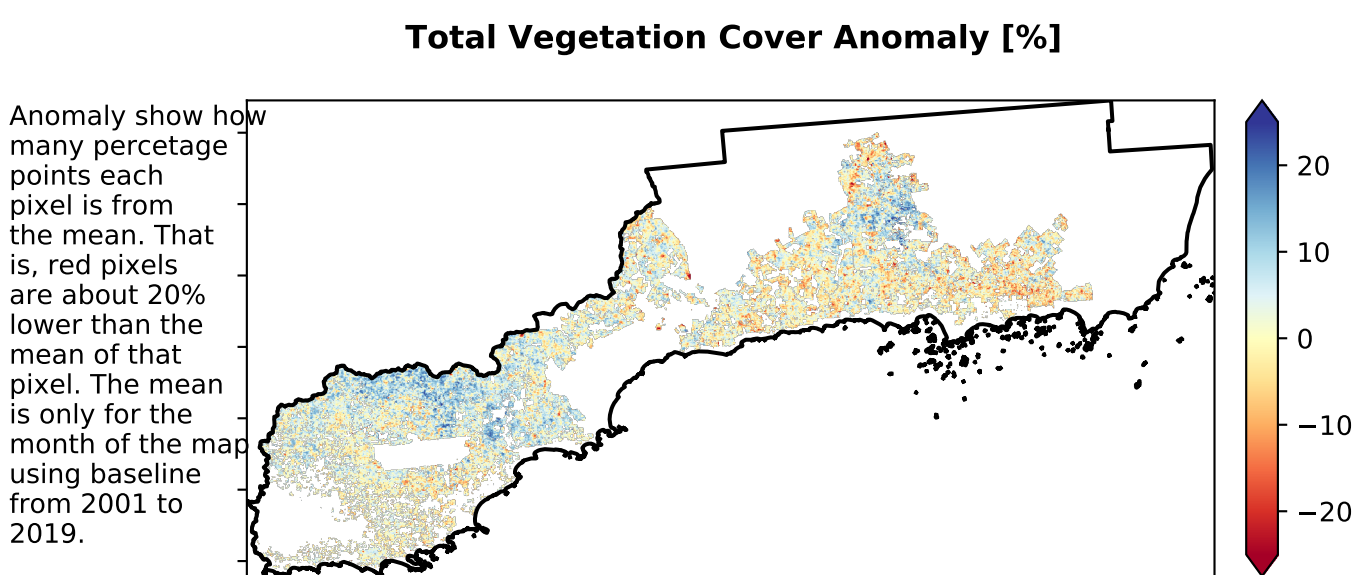 Total Vegetation Cover Anomaly [%]
Anomaly show how
many percetage
points each
pixel is from
the mean. That
is, red pixels
are about 20%
lower than the
mean of that
pixel. The mean
is only for the
month of the map
using baseline
from 2001 to
2019.
20
10
0
−10
−20